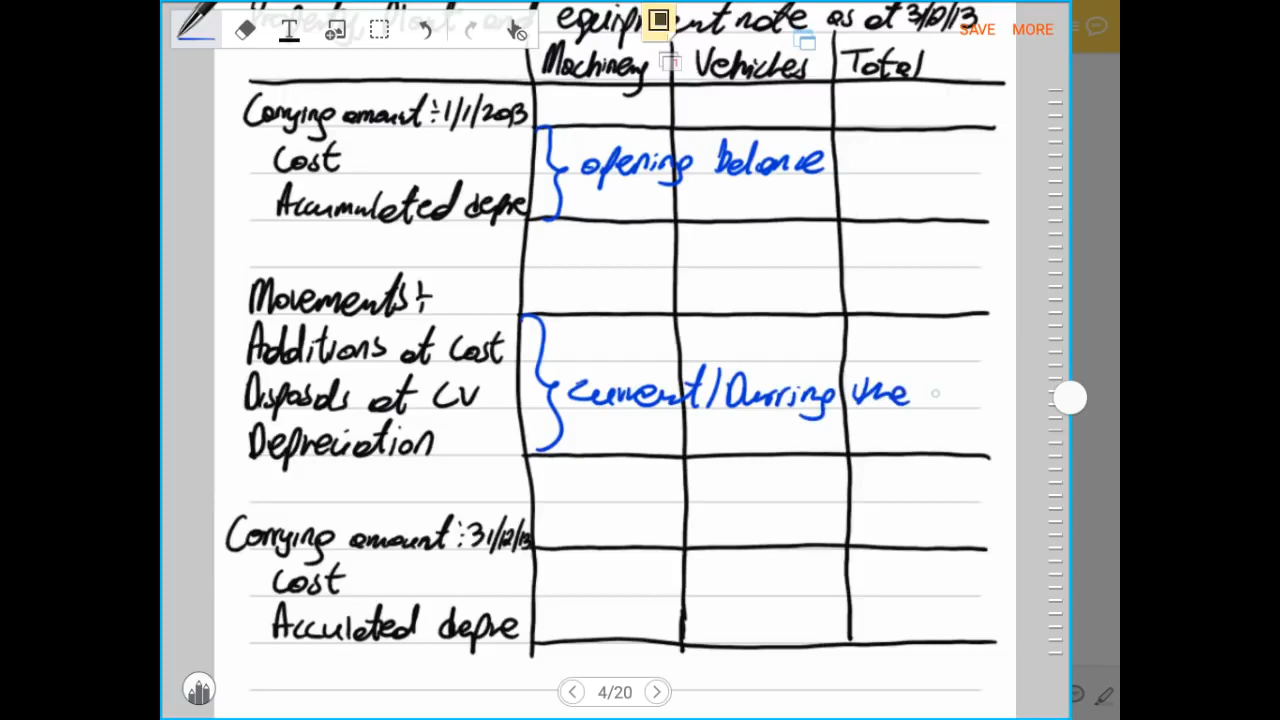 equipment note as at 31/12/13
SAVE MORE
Machinery Vehicles Total
Carrying amount : 1/1/2013
Cost
opening balance
Accumulated depre
Movements :
Additions at cost
Disposals at CV
current/Durring the
Depreciation
Carrying amount : 31/12/13
Cost
Acculated depre
4/20